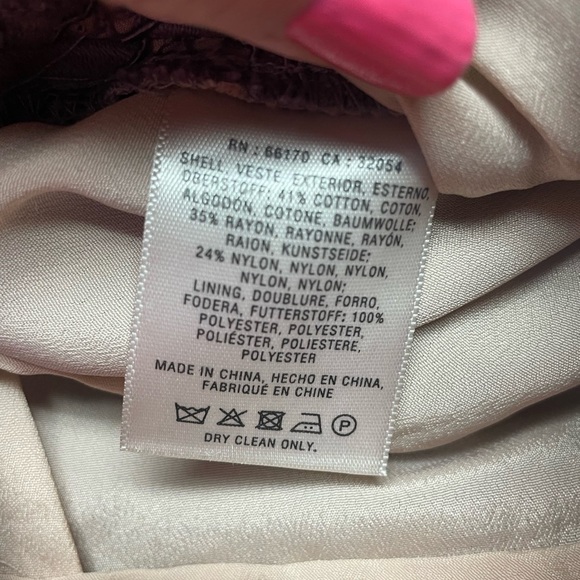 RN : 66170 CA : 32054
SHELL, VESTE, EXTERIOR, ESTERNO,
OBERSTOFF: 41% COTTON, COTON,
ALGODON, COTONE, BAUMWOLLE;
35% RAYON, RAYONNE, RAYÓN,
RAION, KUNSTSEIDE;
24% NYLON, NYLON, NYLON,
NYLON, NYLON;
LINING, DOUBLURE, FORRO,
FODERA, FUTTERSTOFF: 100%
POLYESTER, POLYESTER,
POLIÉSTER, POLIESTERE,
POLYESTER
MADE IN CHINA, HECHO EN CHINA,
FABRIQUÉ EN CHINE
P
DRY CLEAN ONLY.